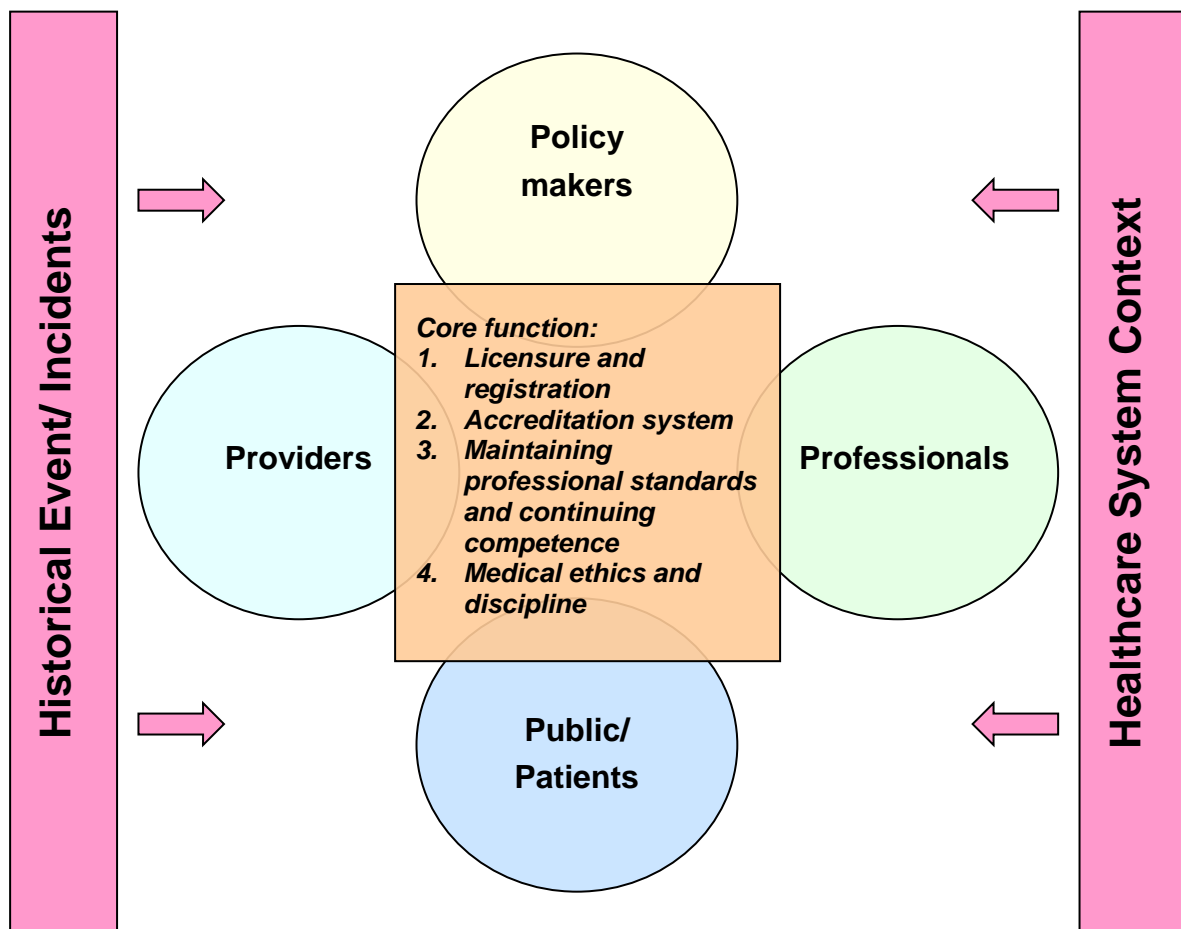 Historical Event/ Incidents
Policy
makers
Core function:
1. Licensure and
registration
2. Accreditation system
3. Maintaining
professional standards
and continuing
competence
4. Medical ethics and
discipline
Providers
Professionals
Public/
Patients
Healthcare System Context